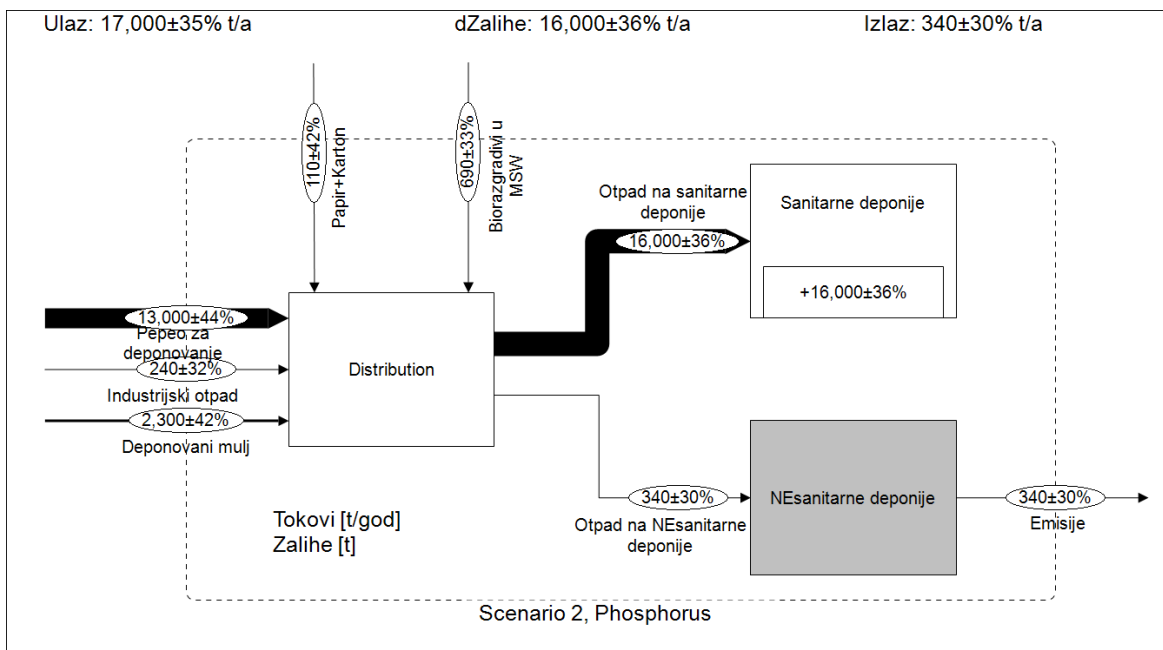 Ulaz: 17,000±35% t/a
dZalihe: 16,000±36% t/a
Izlaz: 340±30% t/a
110±42%
Papir+Karton
690±33%
Biorazgradivi u
MSW
Otpad na sanitarne
deponije
16,000±36%
Sanitarne deponije
+16,000±36%
13,000±44%
Pepeo za
deponovanje
240±32%
Industrijski otpad
2,300±42%
Deponovani mulj
Distribution
340±30%
Otpad na NEsanitarne
deponije
NEsanitarne deponije
340±30%
Emisije
Tokovi [t/god]
Zalihe [t]
Scenario 2, Phosphorus